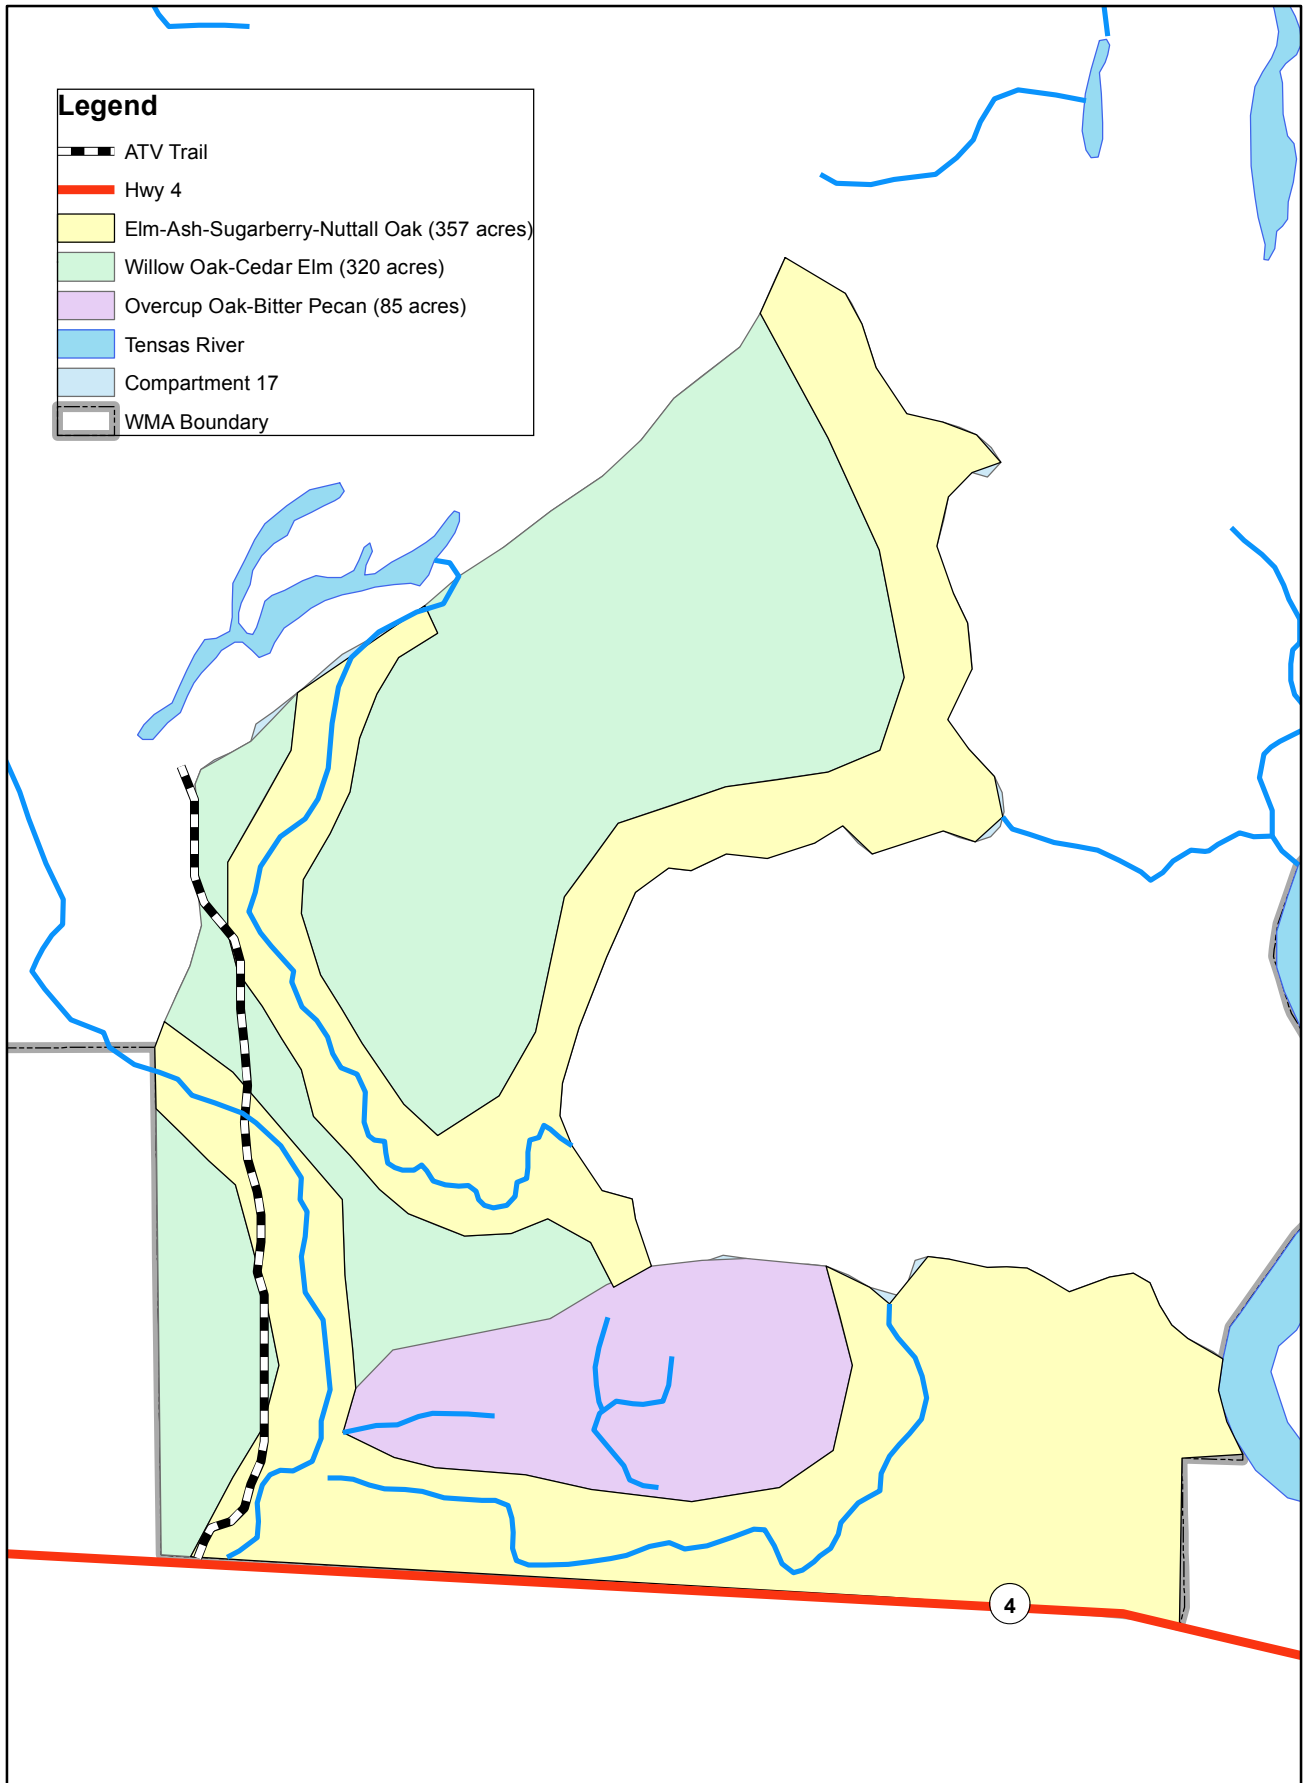 Legend
ATV Trail
Hwy 4
Elm-Ash-Sugarberry-Nuttall Oak (357 acres)
Willow Oak-Cedar Elm (320 acres)
Overcup Oak-Bitter Pecan (85 acres)
Tensas River
Compartment 17
WMA Boundary
4